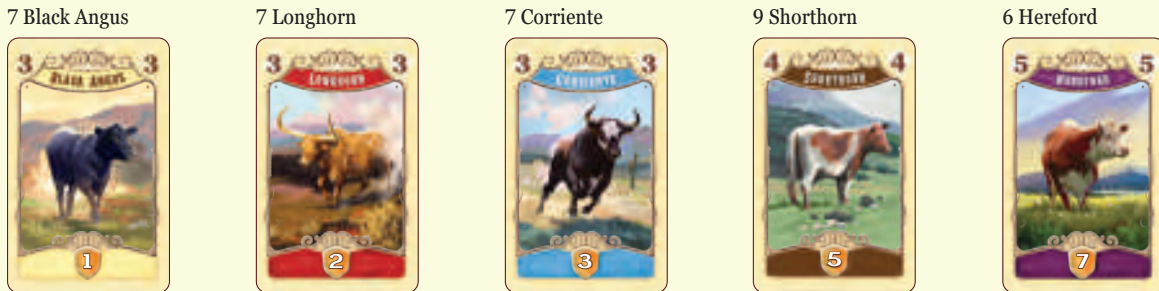 7 Black Angus
7 Longhorn
7 Corriente
9 Shorthorn
6 Hereford
3 3
BLACK ANGUS
1
3 3
LONGHORN
2
3 3
CORRIENTE
3
4 4
SHORTHORN
5
5 5
HEREFORD
7